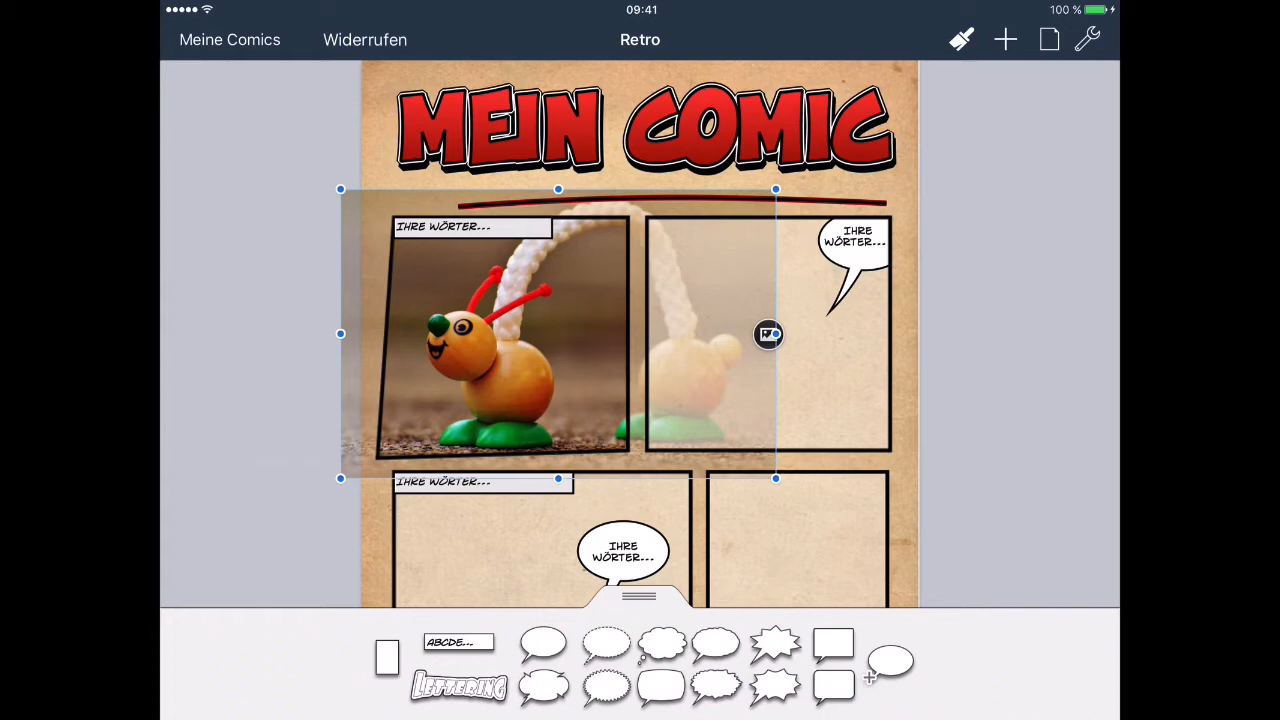 09:41
100 %
Meine Comics
Widerrufen
Retro
MEIN COMIC
IHRE WÖRTER...
IHRE
WÖRTER...
IHRE WÖRTER...
IHRE
WÖRTER...
ABCDE...
LETTERING